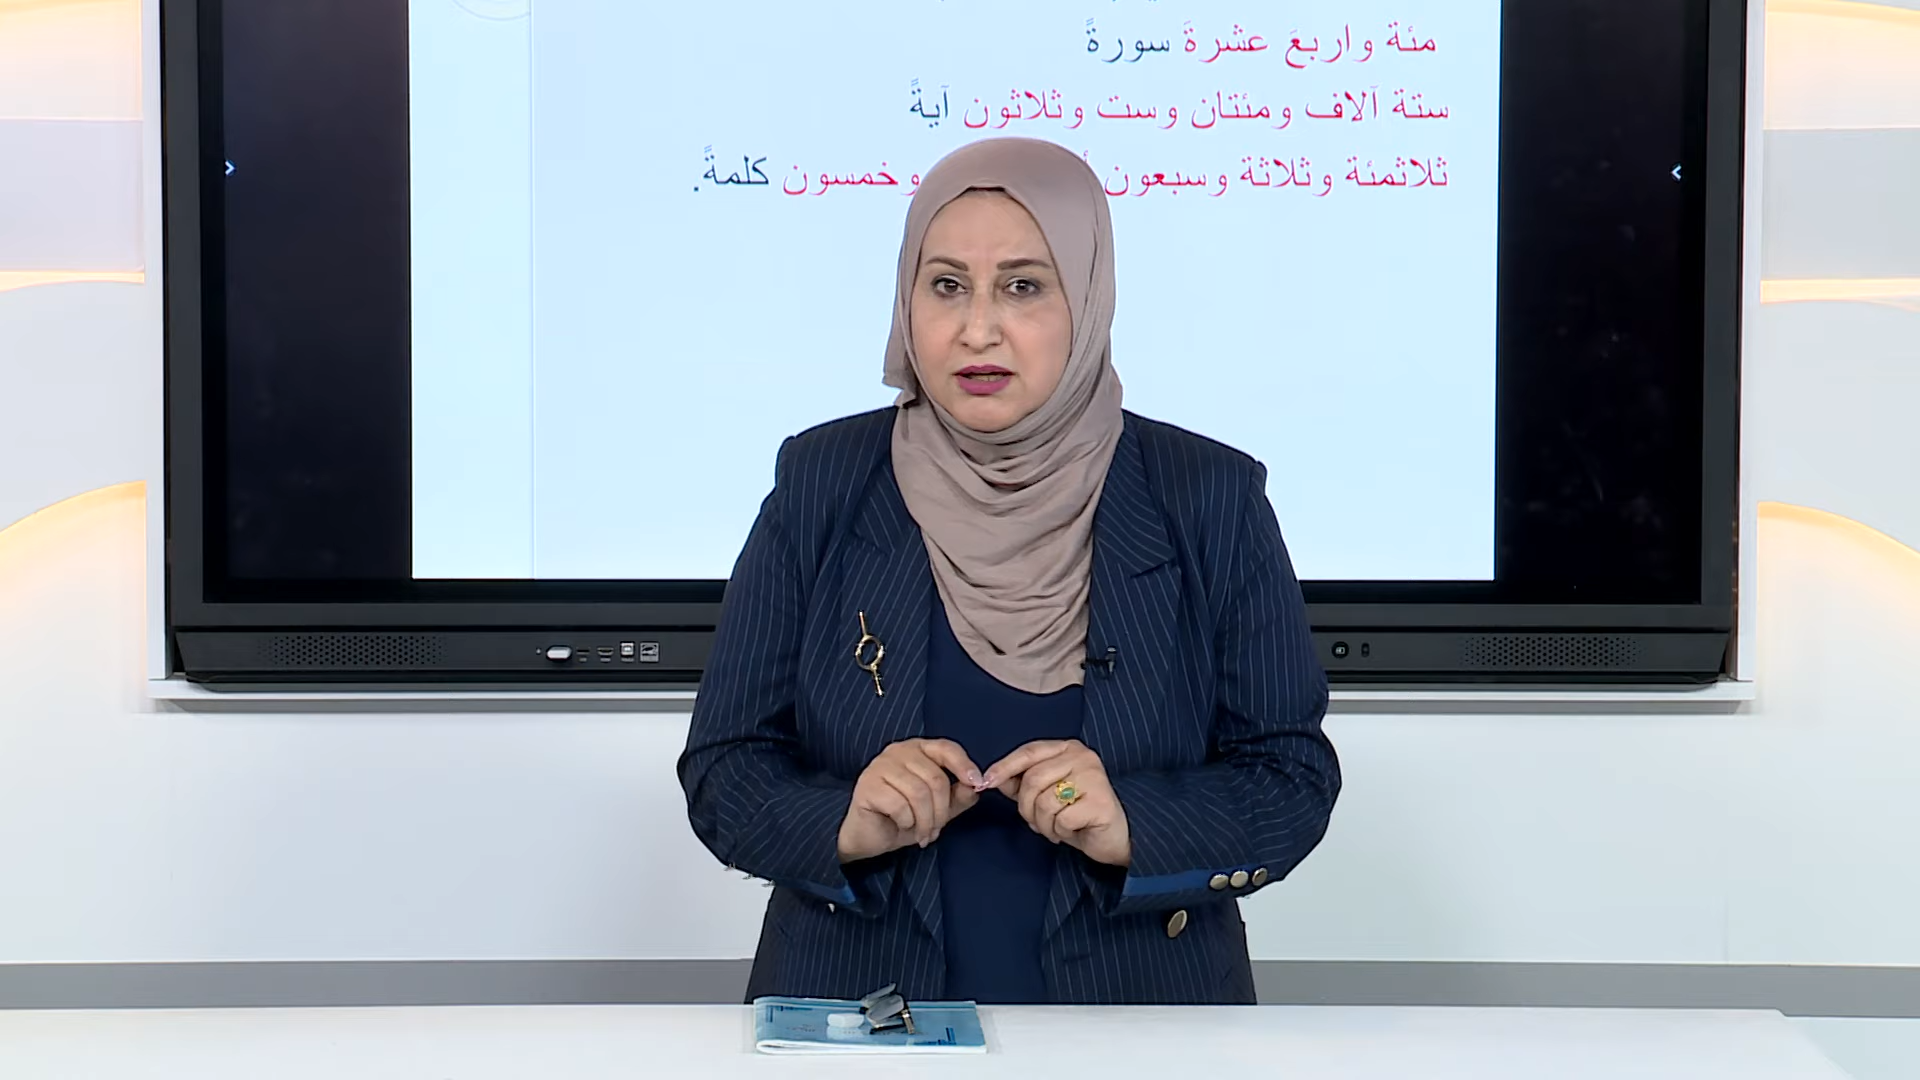 مئة واربعَ عشرةَ سورةً
ستة آلاف ومئتان وست وثلاثون آيةً
ثلاثمئة وثلاثة وسبعون وخمسون كلمةً.